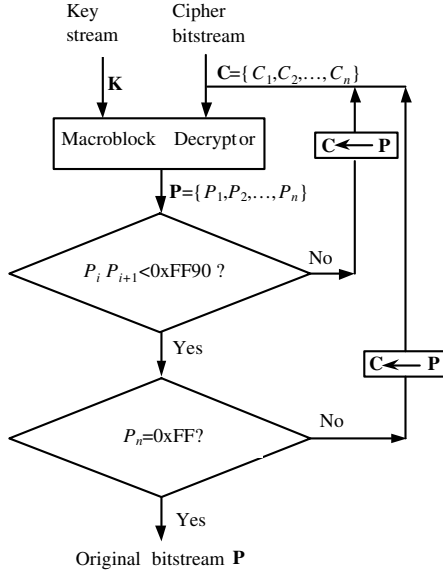 Key stream
Cipher bitstream
K
C={ C1,C2,…, Cn}
Macroblock Decryptor
C P
P={P1,P2,…, Pn}
Pi Pi+1<0xFF90 ?
No
Yes
C P
Pn=0xFF?
No
Yes
Original bitstream P